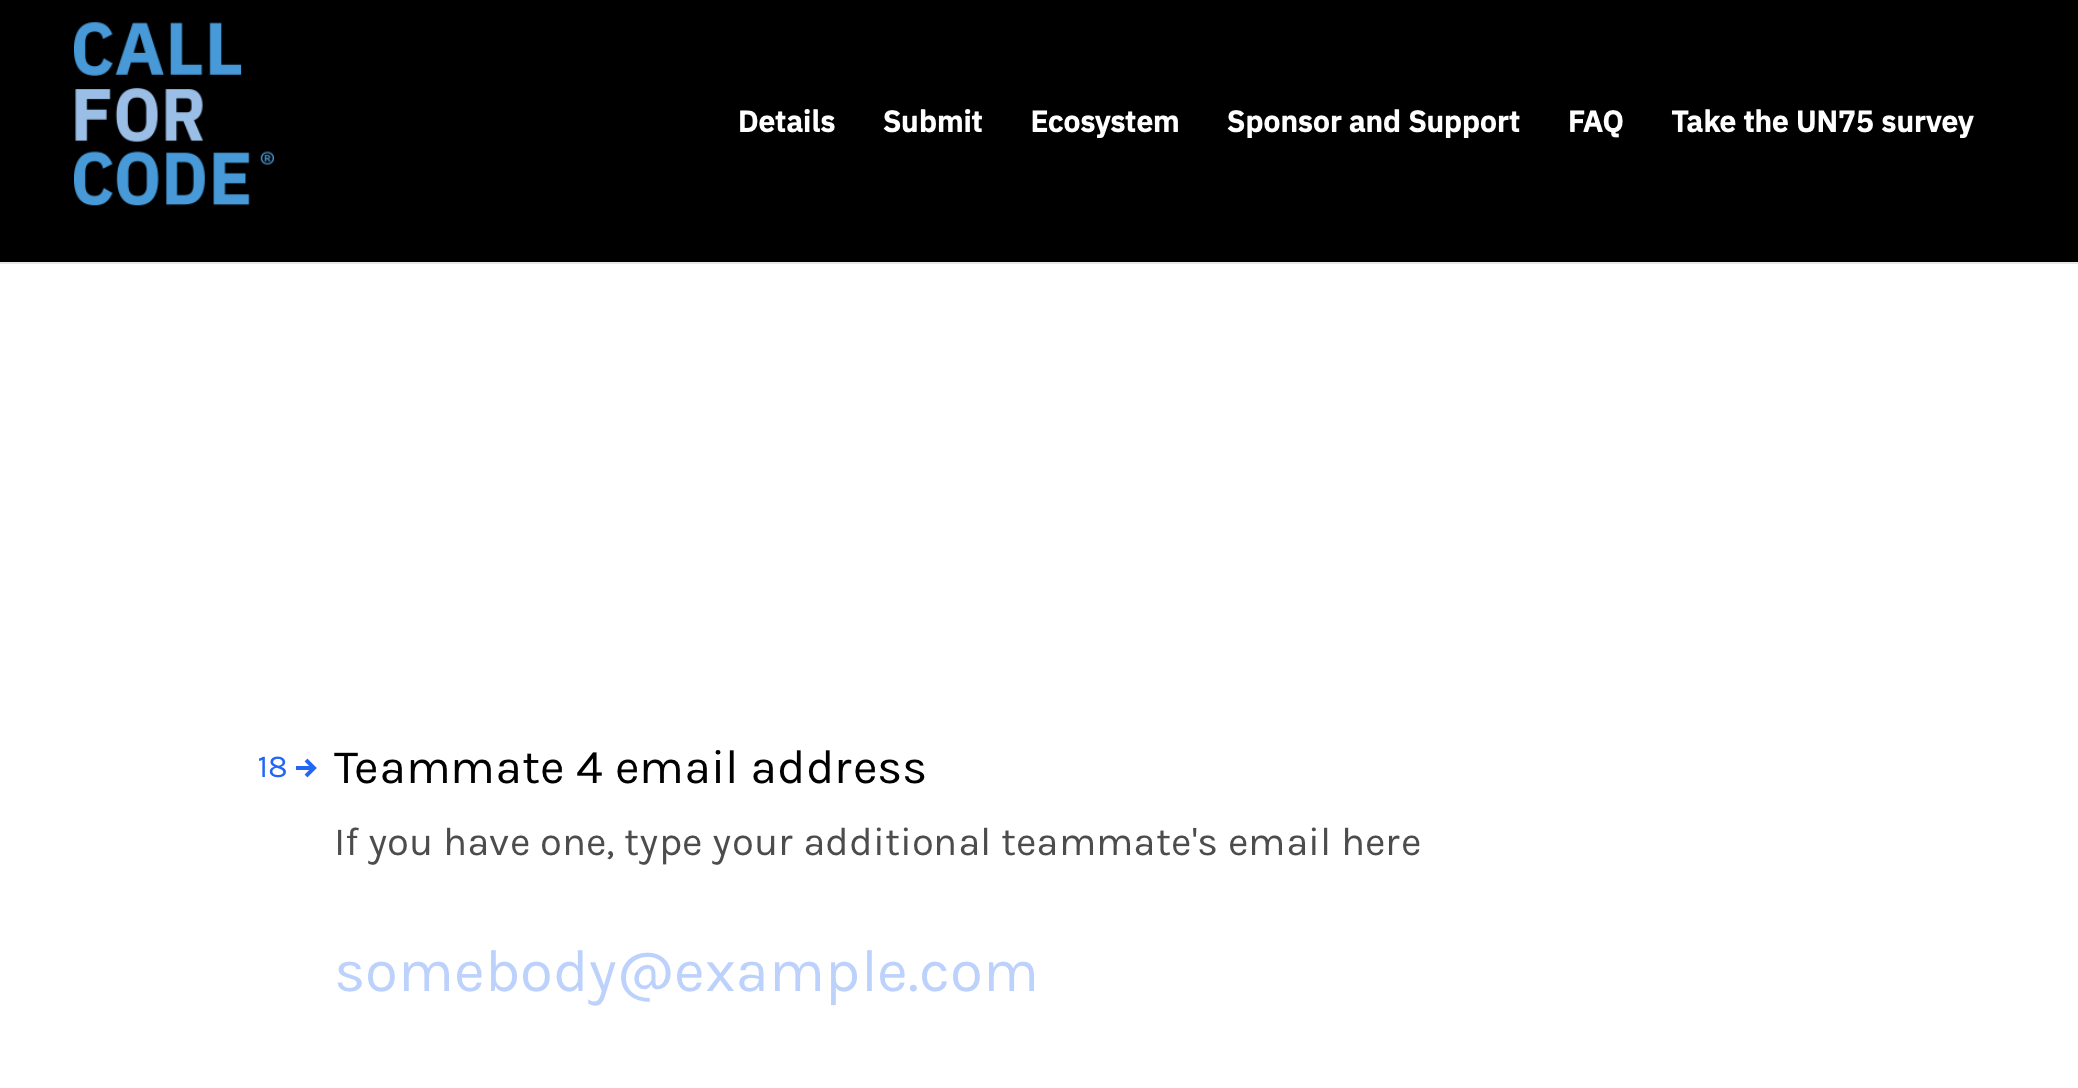 CALL
FOR
CODE®
Details Submit Ecosystem Sponsor and Support FAQ Take the UN75 survey
18 → Teammate 4 email address
If you have one, type your additional teammate's email here
somebody@example.com